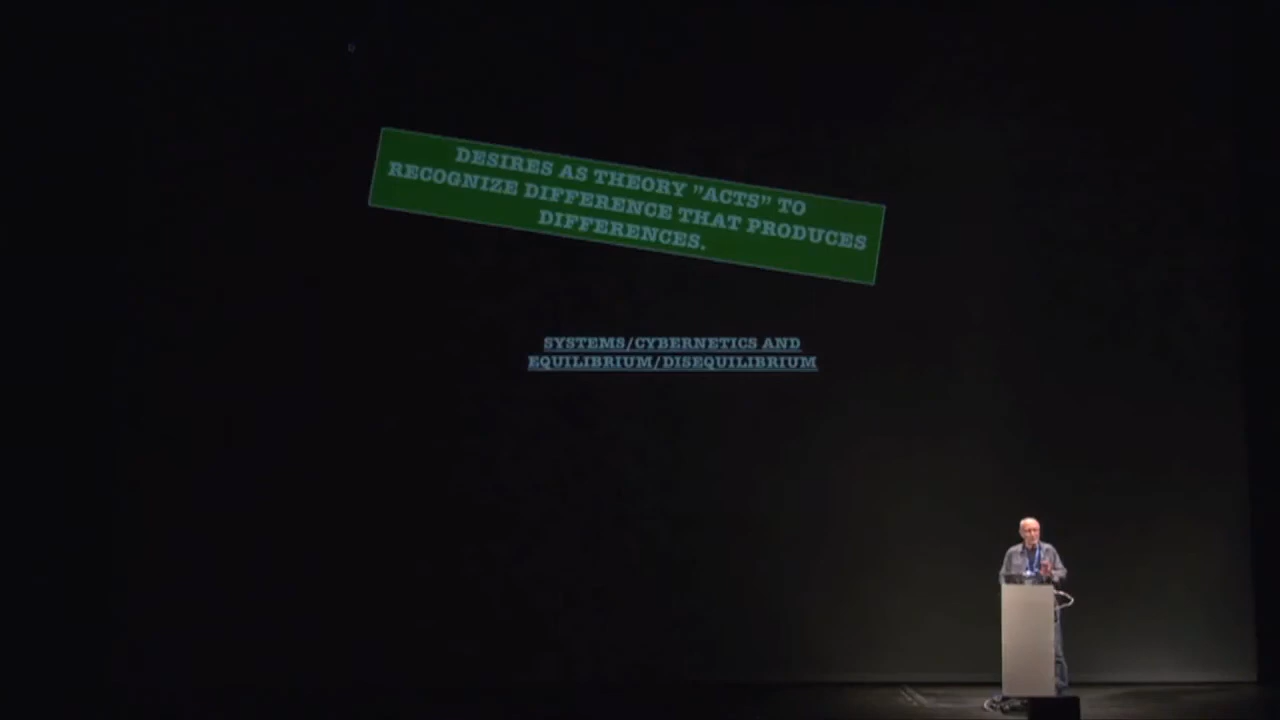 DESIRES AS THEORY "ACTS" TO
RECOGNIZE DIFFERENCE THAT PRODUCES
DIFFERENCES.
SYSTEMS/CYBERNETICS AND
EQUILIBRIUM/DISEQUILIBRIUM